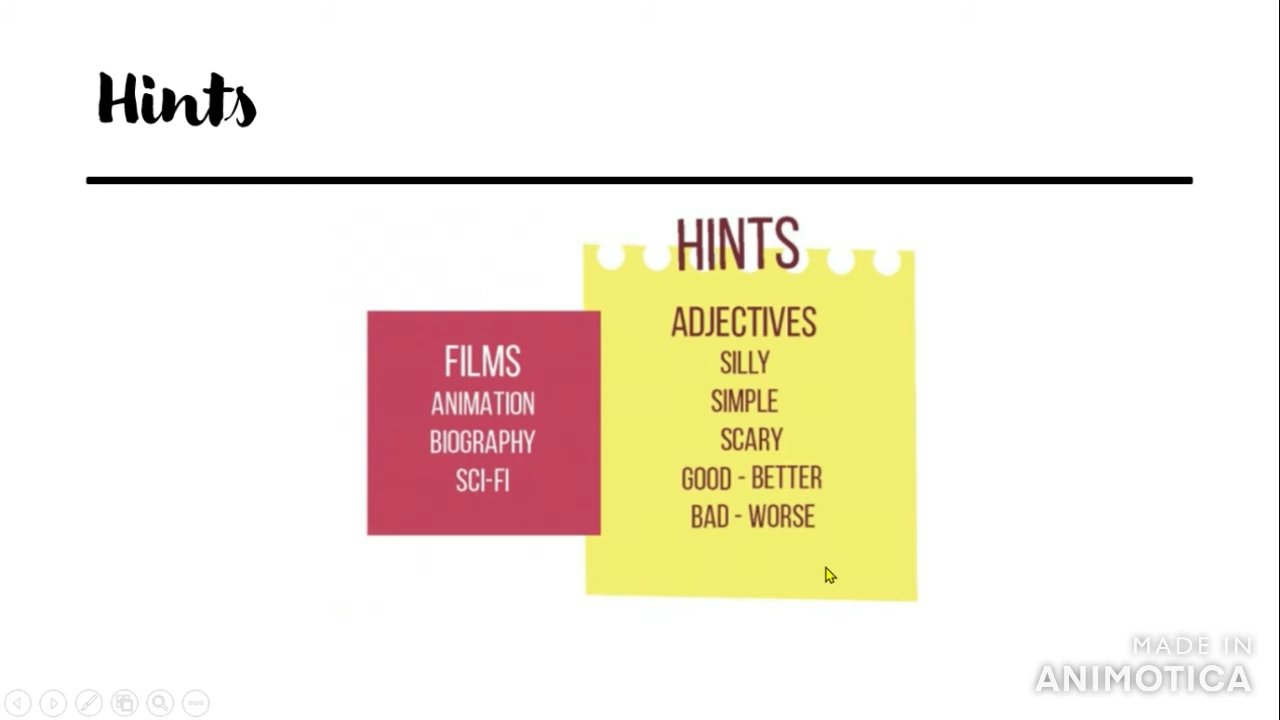 Hints
HINTS
FILMS
ANIMATION
BIOGRAPHY
SCI-FI
ADJECTIVES
SILLY
SIMPLE
SCARY
GOOD - BETTER
BAD - WORSE
MADE IN
ANIMOTICA